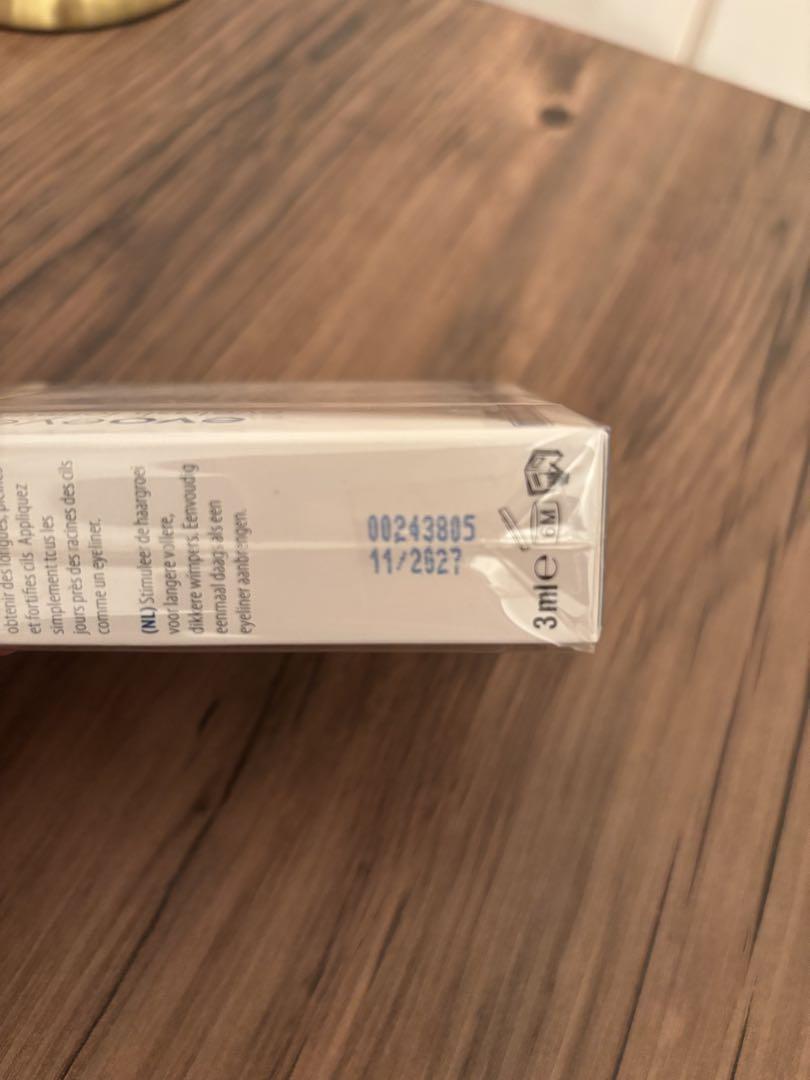 obtenir des longues,
et fortifiés cils Appliquez
simplement tous les
jours près des racines des cils
comme un eyeliner.
(NL) Stimuleer de haargroei
voor langere vollere,
dikkere wimpers. Eenvoudig
eenmaal daags als een
eyeliner aanbrengen.
00243805
11/2027
3ml e
6M